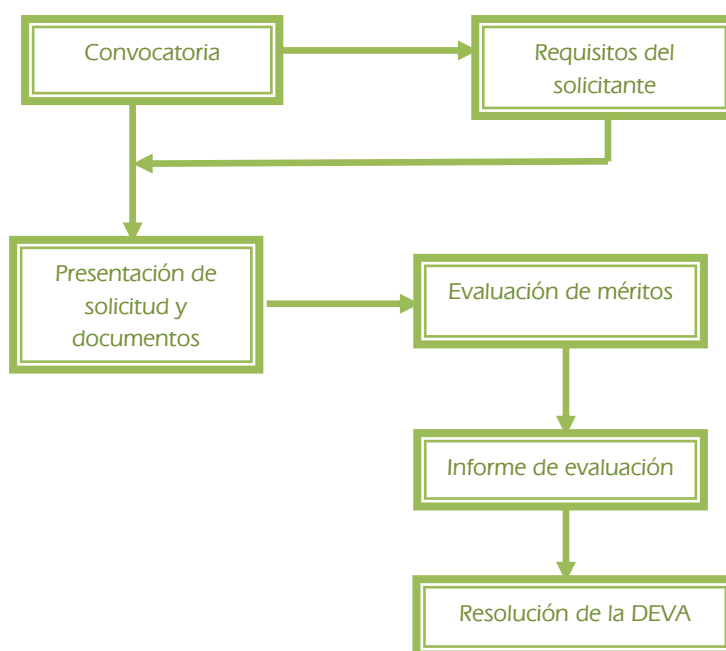 Convocatoria
Requisitos del
solicitante
Presentación de
solicitud y
documentos
Evaluación de méritos
Informe de evaluación
Resolución de la DEVA